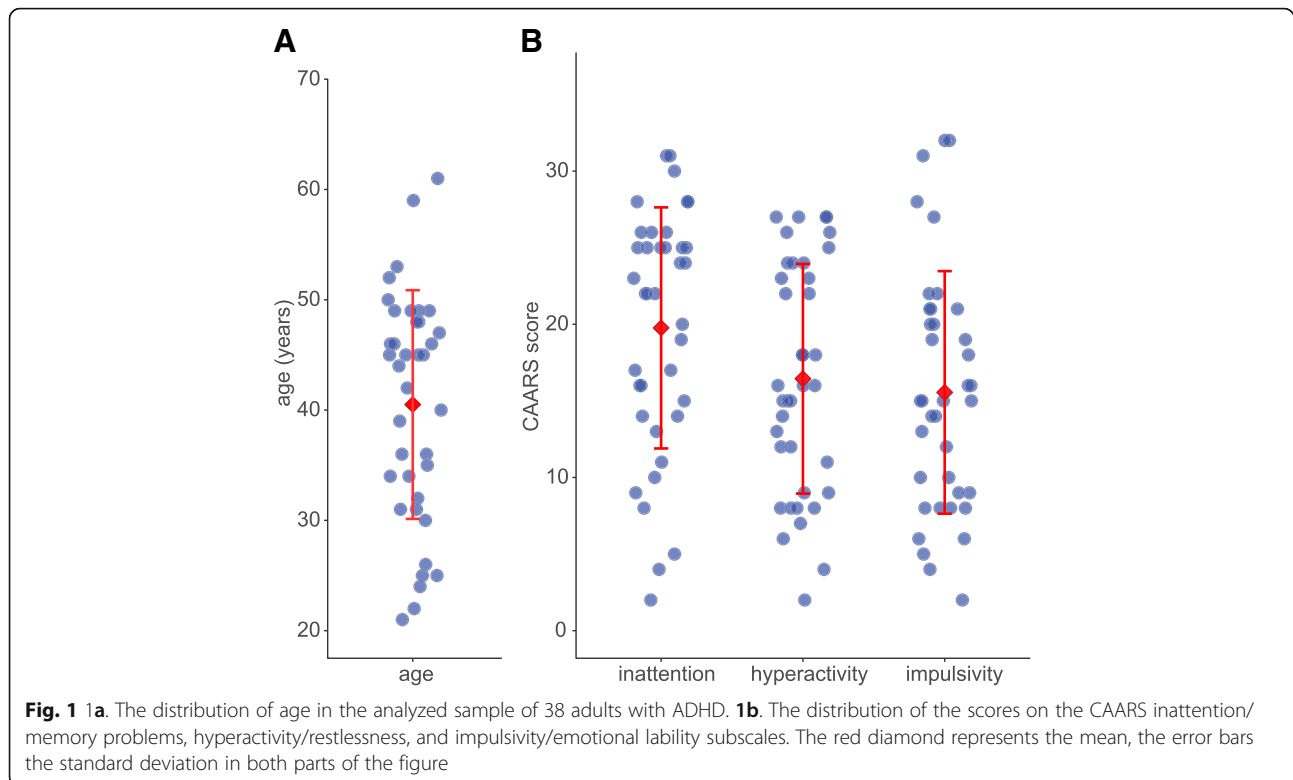 A
B
70
60
50
40
30
20
age (years)
age
30
20
10
0
CAARS score
inattention
hyperactivity
impulsivity
Fig. 1 1a. The distribution of age in the analyzed sample of 38 adults with ADHD. 1b. The distribution of the scores on the CAARS inattention/
memory problems, hyperactivity/restlessness, and impulsivity/emotional lability subscales. The red diamond represents the mean, the error bars
the standard deviation in both parts of the figure